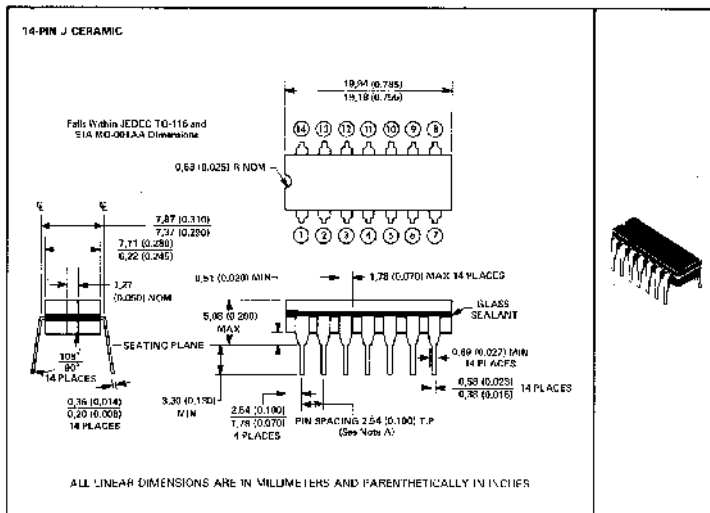 14-PIN J CERAMIC
Falls Within JEDEC TO-116 and
EIA MO-001AA Dimensions
19,94 (0.785)
19,18 (0.755)
14 13 12 11 10 9 8
0,63 (0.025) R NOM
1 2 3 4 5 6 7
7,87 (0.310)
7,37 (0.290)
7,11 (0.280)
6,22 (0.245)
1,27
(0.050) NOM
0,51 (0.020) MIN
1,78 (0.070) MAX 14 PLACES
5,08 (0.200)
MAX
GLASS
SEALANT
SEATING PLANE
105°
90°
14 PLACES
0,69 (0.027) MIN
14 PLACES
0,36 (0.014)
0,20 (0.008)
14 PLACES
3,30 (0.130)
MIN
2,54 (0.100)
1,78 (0.070)
4 PLACES
PIN SPACING 2,54 (0.100) T.P
(See Note A)
0,58 (0.023)
0,38 (0.015)
14 PLACES
ALL LINEAR DIMENSIONS ARE IN MILLIMETERS AND PARENTHETICALLY IN INCHES